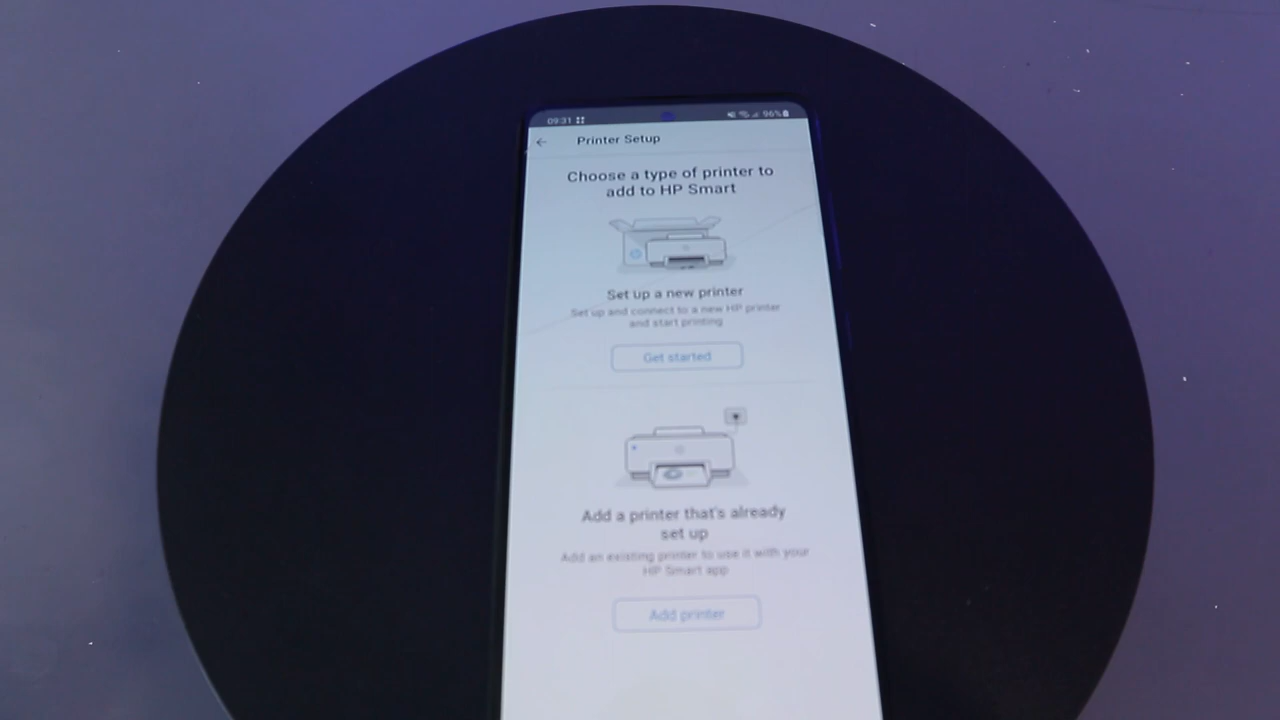 09:31
96%
Printer Setup
Choose a type of printer to
add to HP Smart
Set up a new printer
Set up and connect to a new HP printer
and start printing
Get started
Add a printer that's already
set up
Add an existing printer to use it with your
HP Smart app
Add printer